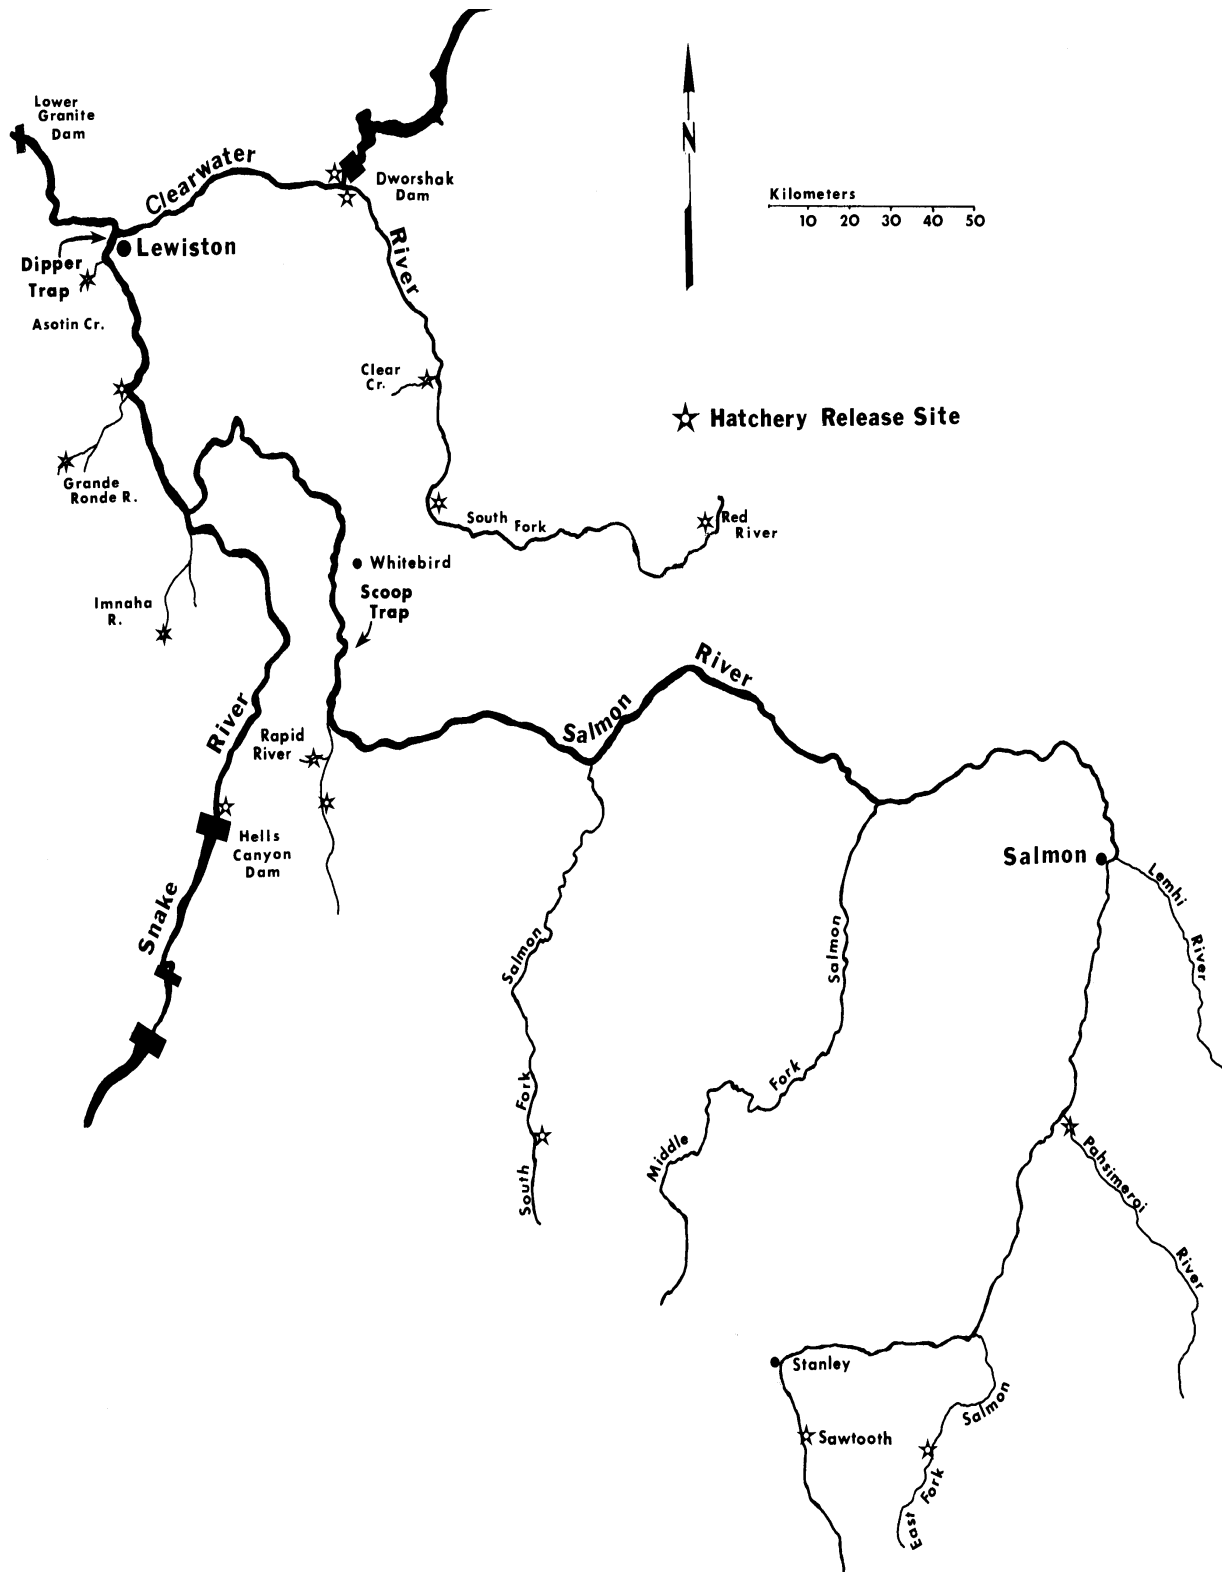 Lower
Granite
Dam
Clearwater
River
Dworshak
Dam
N
Kilometers
10 20 30 40 50
Lewiston
Dipper
Trap
Asotin Cr.
Clear
Cr.
Hatchery Release Site
Grande
Ronde R.
South Fork
Red
River
Whitebird
Scoop
Trap
Imnaha
R.
Snake River
Rapid
River
Salmon River
Hells
Canyon
Dam
Salmon
Lemhi River
South Fork Salmon
Middle Fork Salmon
Pahsimeroi River
Stanley
Sawtooth
East Fork Salmon